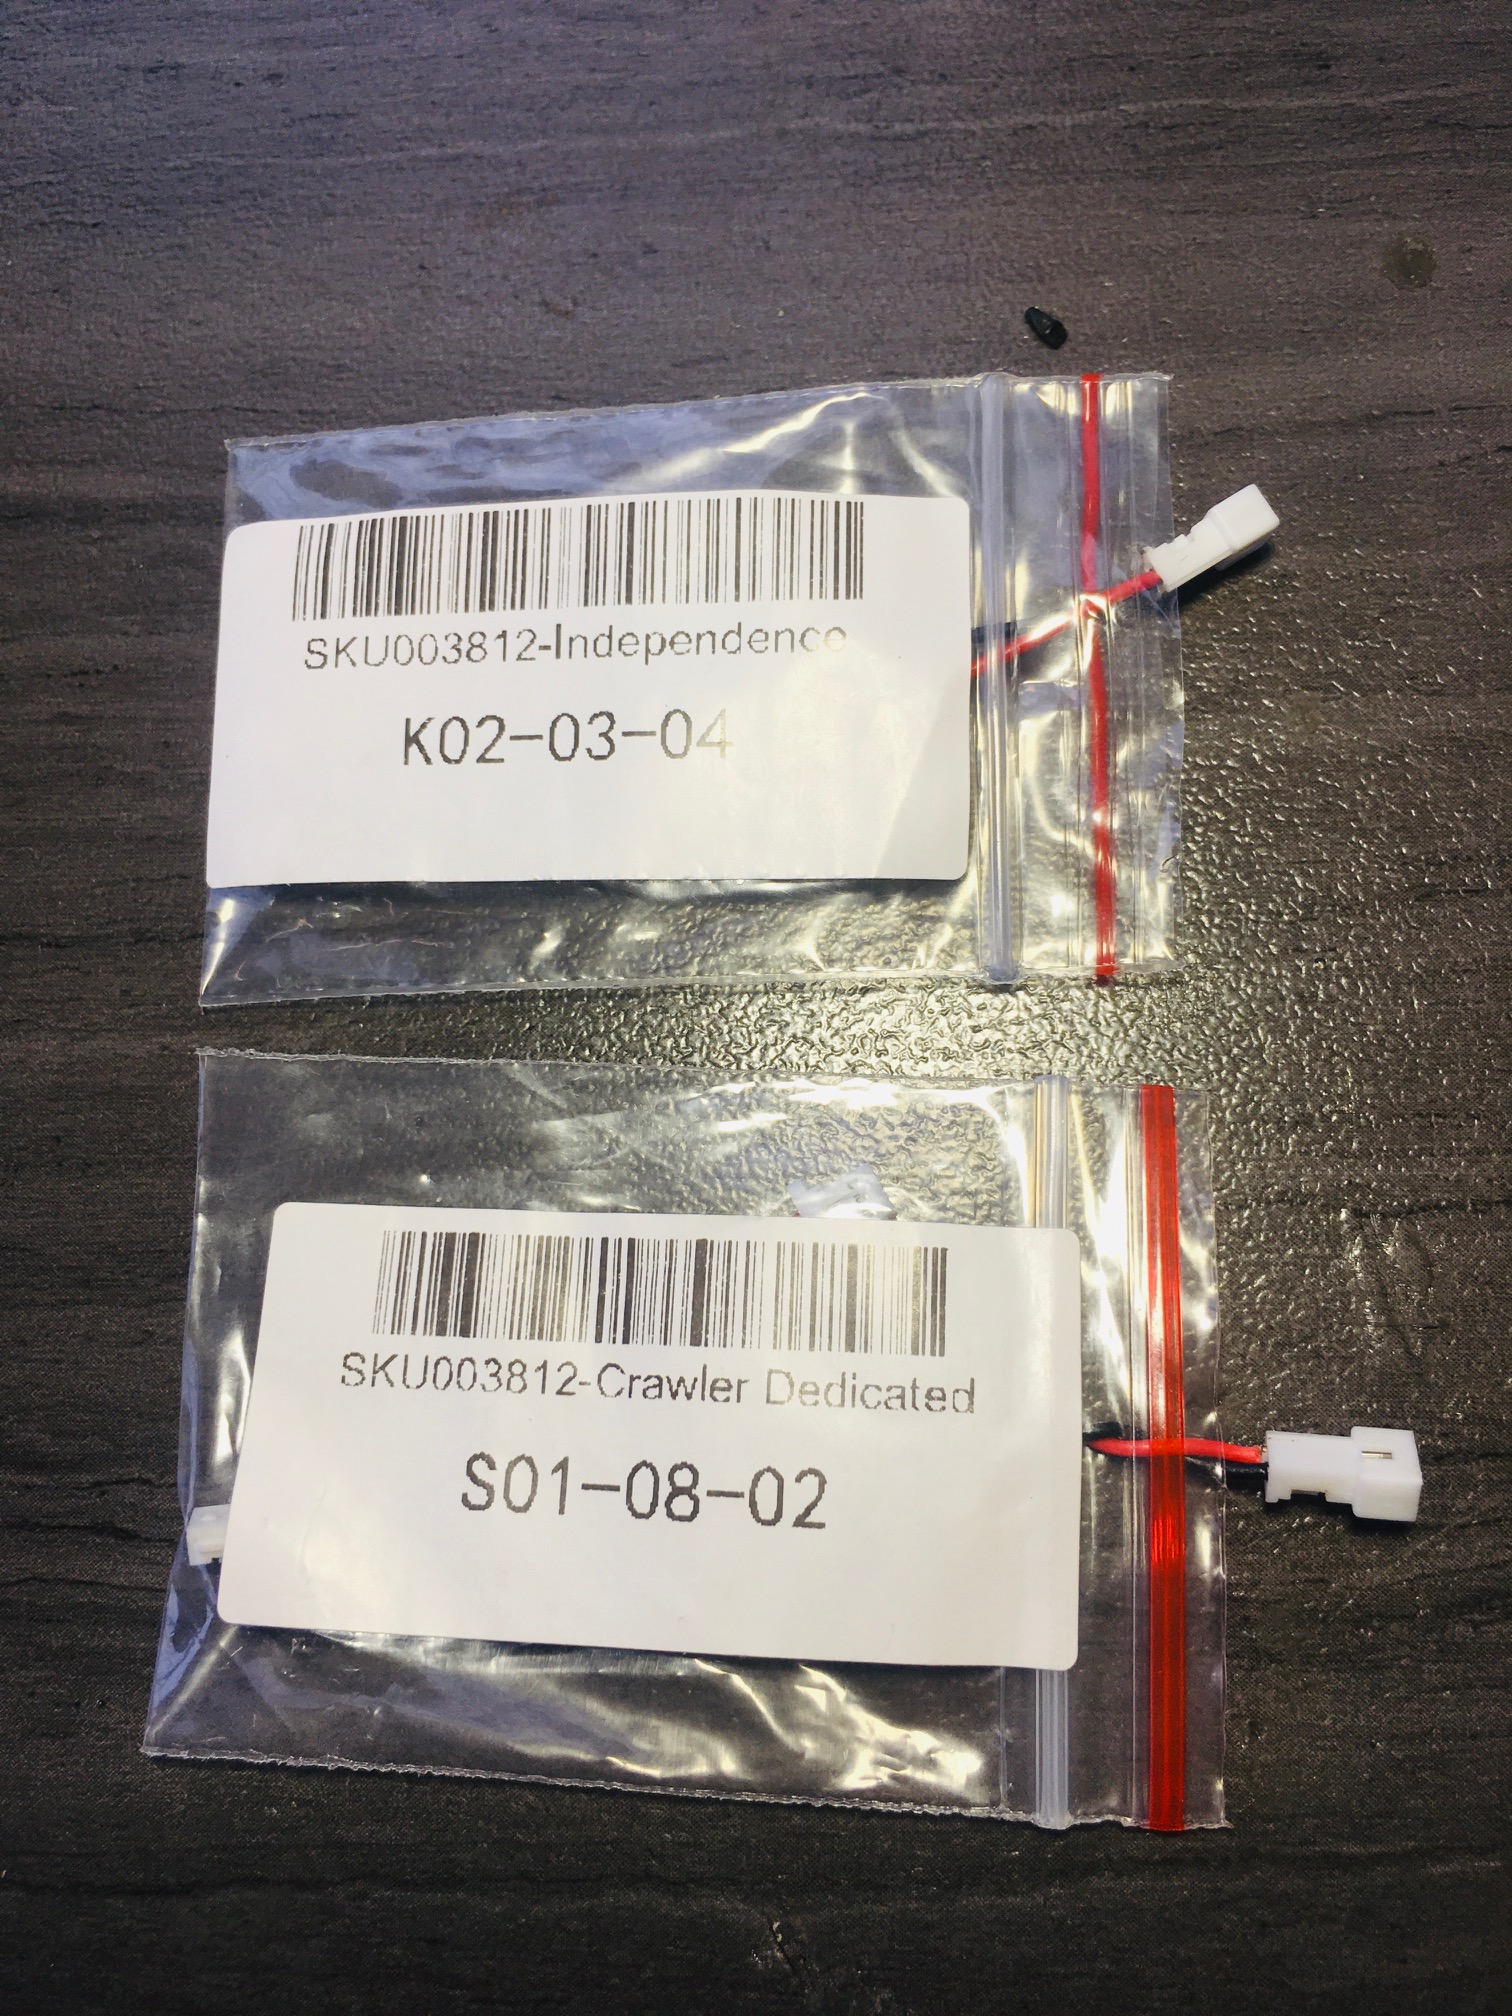 SKU003812-Independence
K02-03-04
SKU003812-Crawler Dedicated
S01-08-02